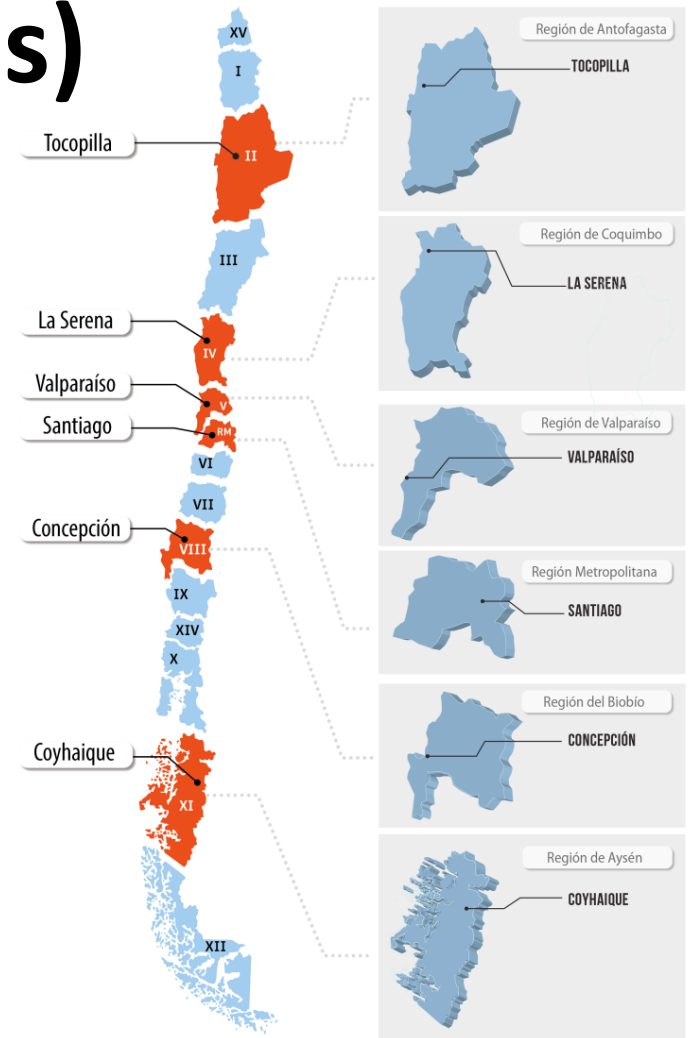 s)
XV
I
II
III
IV
V
RM
VI
VII
VIII
IX
XIV
X
XI
XII
Tocopilla
La Serena
Valparaíso
Santiago
Concepción
Coyhaique
Región de Antofagasta
TOCOPILLA
Región de Coquimbo
LA SERENA
Región de Valparaíso
VALPARAÍSO
Región Metropolitana
SANTIAGO
Región del Biobío
CONCEPCIÓN
Región de Aysén
COYHAIQUE